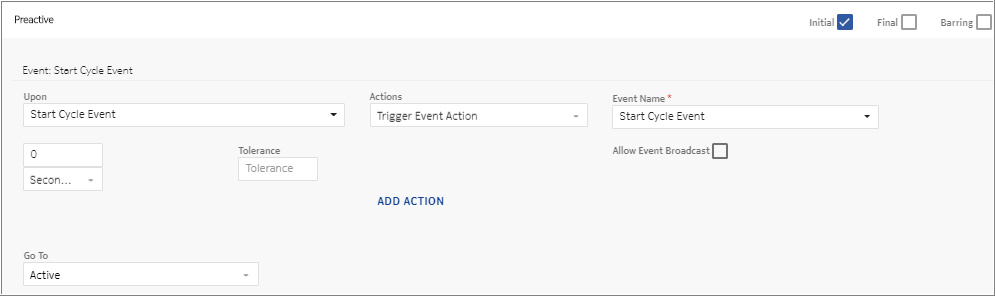 Preactive
Initial Final Barring
Event: Start Cycle Event
Upon Actions Event Name *
Start Cycle Event Trigger Event Action Start Cycle Event
0 Tolerance Allow Event Broadcast
Secon... Tolerance
ADD ACTION
Go To
Active